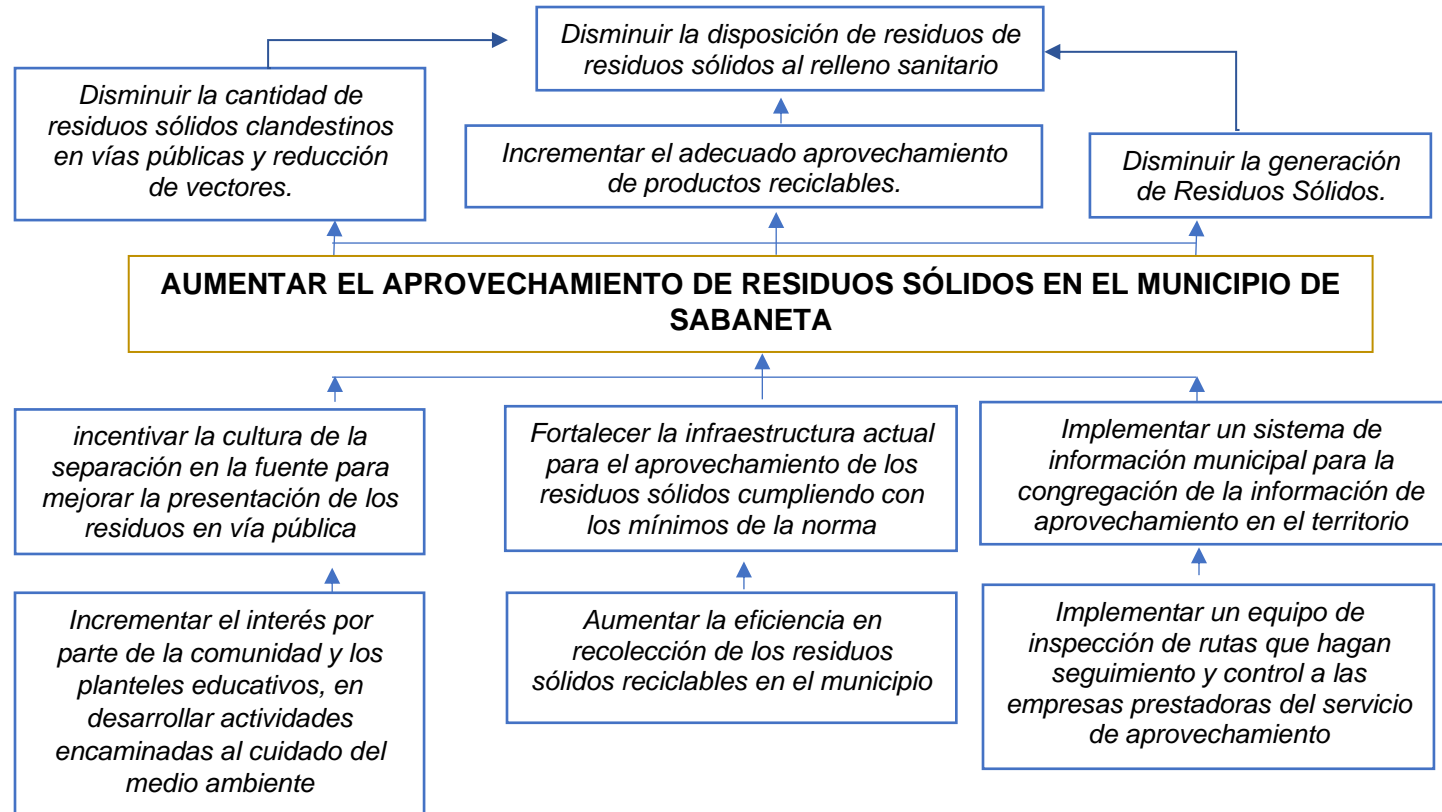 Disminuir la disposición de residuos de
residuos sólidos al relleno sanitario
Disminuir la cantidad de
residuos sólidos clandestinos
en vías públicas y reducción
de vectores.
Incrementar el adecuado aprovechamiento
de productos reciclables.
Disminuir la generación
de Residuos Sólidos.
AUMENTAR EL APROVECHAMIENTO DE RESIDUOS SÓLIDOS EN EL MUNICIPIO DE
SABANETA
incentivar la cultura de la
separación en la fuente para
mejorar la presentación de los
residuos en vía pública
Fortalecer la infraestructura actual
para el aprovechamiento de los
residuos sólidos cumpliendo con
los mínimos de la norma
Implementar un sistema de
información municipal para la
congregación de la información de
aprovechamiento en el territorio
Incrementar el interés por
parte de la comunidad y los
planteles educativos, en
desarrollar actividades
encaminadas al cuidado del
medio ambiente
Aumentar la eficiencia en
recolección de los residuos
sólidos reciclables en el municipio
Implementar un equipo de
inspección de rutas que hagan
seguimiento y control a las
empresas prestadoras del servicio
de aprovechamiento